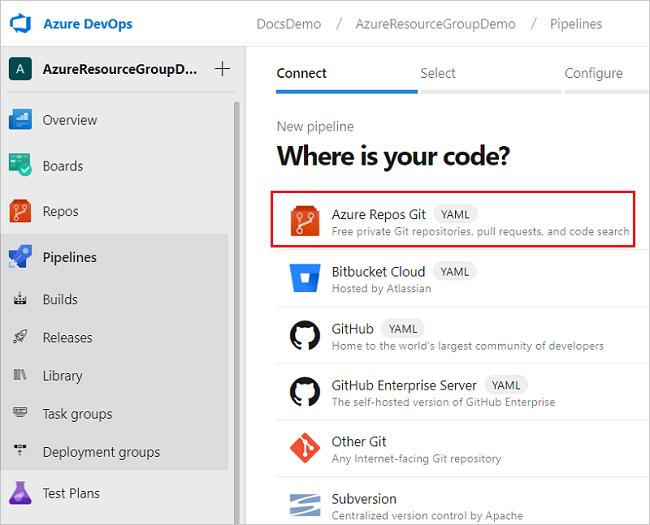 Azure DevOps
DocsDemo / AzureResourceGroupDemo / Pipelines
A AzureResourceGroupD... +
Overview
Boards
Repos
Pipelines
Builds
Releases
Library
Task groups
Deployment groups
Test Plans
Connect Select Configure
New pipeline
Where is your code?
Azure Repos Git YAML
Free private Git repositories, pull requests, and code search
Bitbucket Cloud YAML
Hosted by Atlassian
GitHub YAML
Home to the world's largest community of developers
GitHub Enterprise Server YAML
The self-hosted version of GitHub Enterprise
Other Git
Any Internet-facing Git repository
Subversion
Centralized version control by Apache